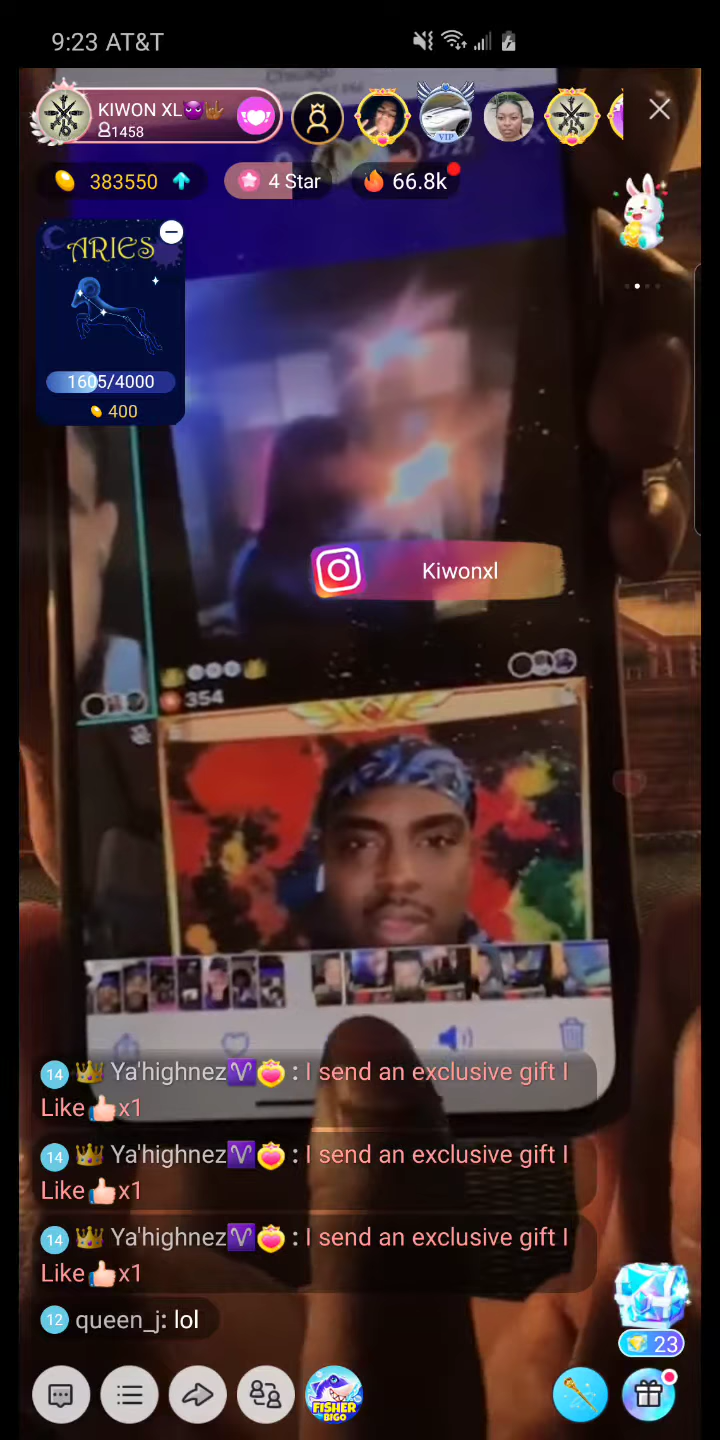 9:23 AT&T
KIWON XL😈🤙🏾
1458
VIP
383550
4 Star
66.8k
ARIES
1605/4000
400
Kiwonxl
354
14 Ya'highnez♈ : I send an exclusive gift I
Like👍🏻x1
14 Ya'highnez♈ : I send an exclusive gift I
Like👍🏻x1
14 Ya'highnez♈ : I send an exclusive gift I
Like👍🏻x1
12 queen_j: lol
23
FISHER
BIGO